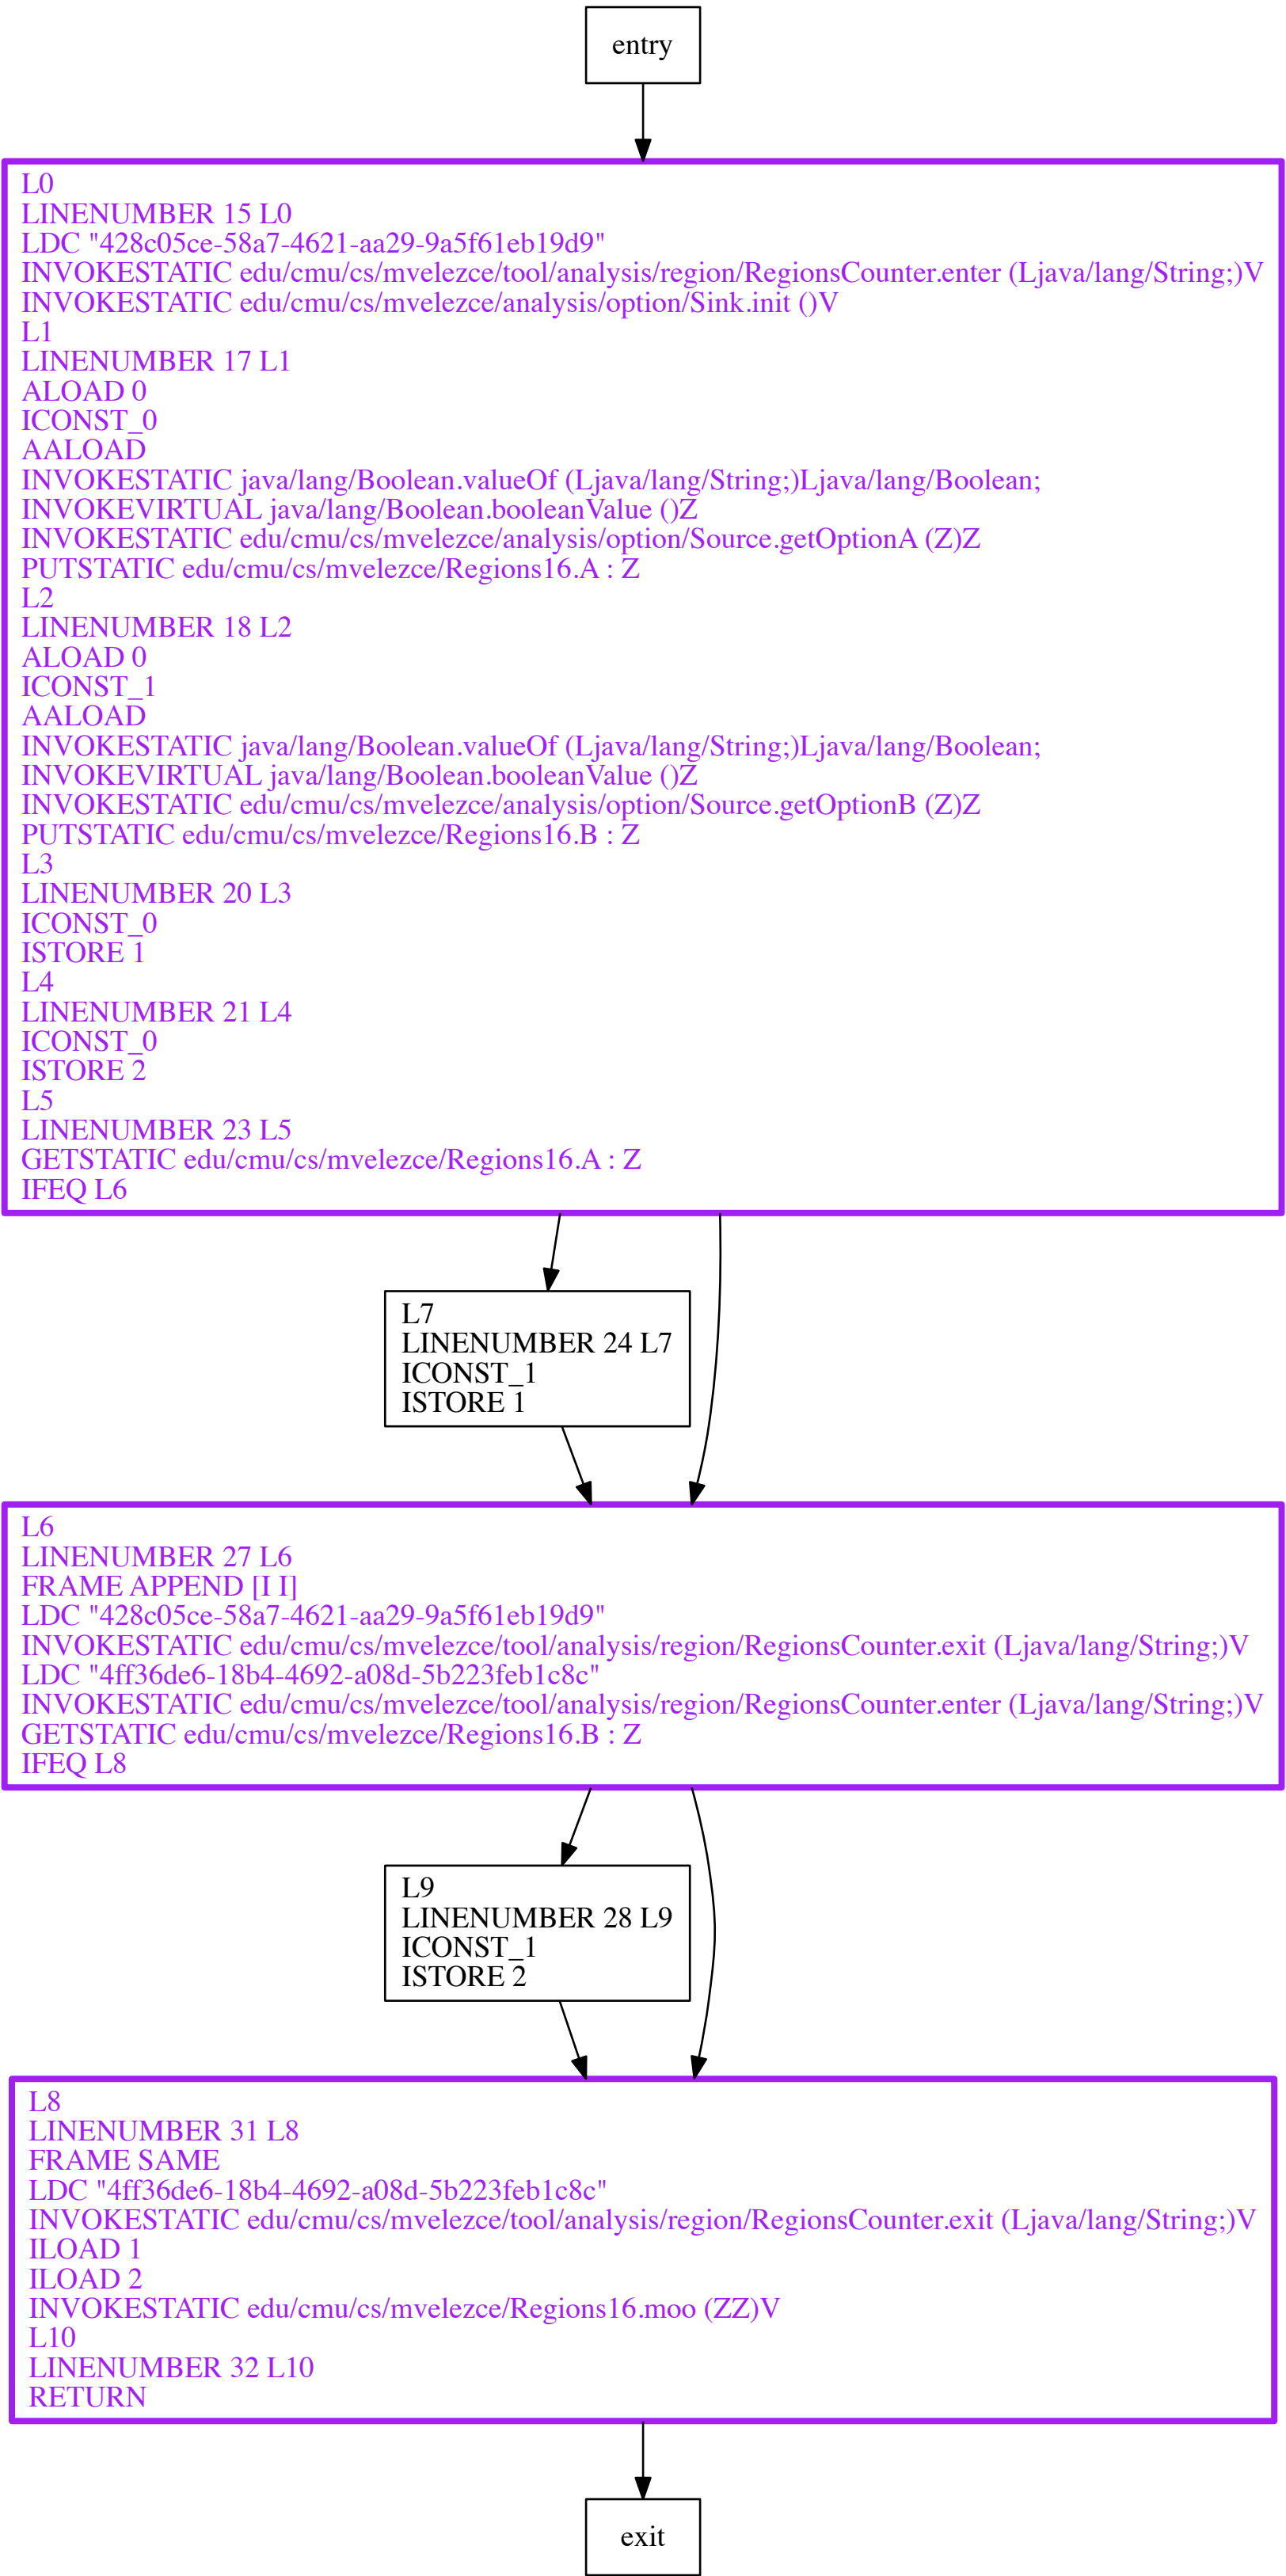 entry
L0
LINENUMBER 15 L0
LDC "428c05ce-58a7-4621-aa29-9a5f61eb19d9"
INVOKESTATIC edu/cmu/cs/mvelezce/tool/analysis/region/RegionsCounter.enter (Ljava/lang/String;)V
INVOKESTATIC edu/cmu/cs/mvelezce/analysis/option/Sink.init ()V
L1
LINENUMBER 17 L1
ALOAD 0
ICONST_0
AALOAD
INVOKESTATIC java/lang/Boolean.valueOf (Ljava/lang/String;)Ljava/lang/Boolean;
INVOKEVIRTUAL java/lang/Boolean.booleanValue ()Z
INVOKESTATIC edu/cmu/cs/mvelezce/analysis/option/Source.getOptionA (Z)Z
PUTSTATIC edu/cmu/cs/mvelezce/Regions16.A : Z
L2
LINENUMBER 18 L2
ALOAD 0
ICONST_1
AALOAD
INVOKESTATIC java/lang/Boolean.valueOf (Ljava/lang/String;)Ljava/lang/Boolean;
INVOKEVIRTUAL java/lang/Boolean.booleanValue ()Z
INVOKESTATIC edu/cmu/cs/mvelezce/analysis/option/Source.getOptionB (Z)Z
PUTSTATIC edu/cmu/cs/mvelezce/Regions16.B : Z
L3
LINENUMBER 20 L3
ICONST_0
ISTORE 1
L4
LINENUMBER 21 L4
ICONST_0
ISTORE 2
L5
LINENUMBER 23 L5
GETSTATIC edu/cmu/cs/mvelezce/Regions16.A : Z
IFEQ L6
L7
LINENUMBER 24 L7
ICONST_1
ISTORE 1
L6
LINENUMBER 27 L6
FRAME APPEND [I I]
LDC "428c05ce-58a7-4621-aa29-9a5f61eb19d9"
INVOKESTATIC edu/cmu/cs/mvelezce/tool/analysis/region/RegionsCounter.exit (Ljava/lang/String;)V
LDC "4ff36de6-18b4-4692-a08d-5b223feb1c8c"
INVOKESTATIC edu/cmu/cs/mvelezce/tool/analysis/region/RegionsCounter.enter (Ljava/lang/String;)V
GETSTATIC edu/cmu/cs/mvelezce/Regions16.B : Z
IFEQ L8
L9
LINENUMBER 28 L9
ICONST_1
ISTORE 2
L8
LINENUMBER 31 L8
FRAME SAME
LDC "4ff36de6-18b4-4692-a08d-5b223feb1c8c"
INVOKESTATIC edu/cmu/cs/mvelezce/tool/analysis/region/RegionsCounter.exit (Ljava/lang/String;)V
ILOAD 1
ILOAD 2
INVOKESTATIC edu/cmu/cs/mvelezce/Regions16.moo (ZZ)V
L10
LINENUMBER 32 L10
RETURN
exit